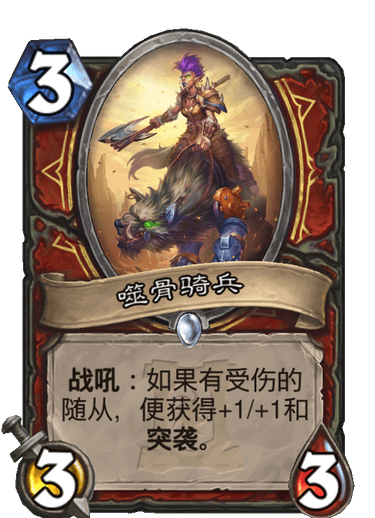 3
噬骨骑兵
战吼：如果有受伤的
随从，便获得+1/+1和
突袭。
3
3